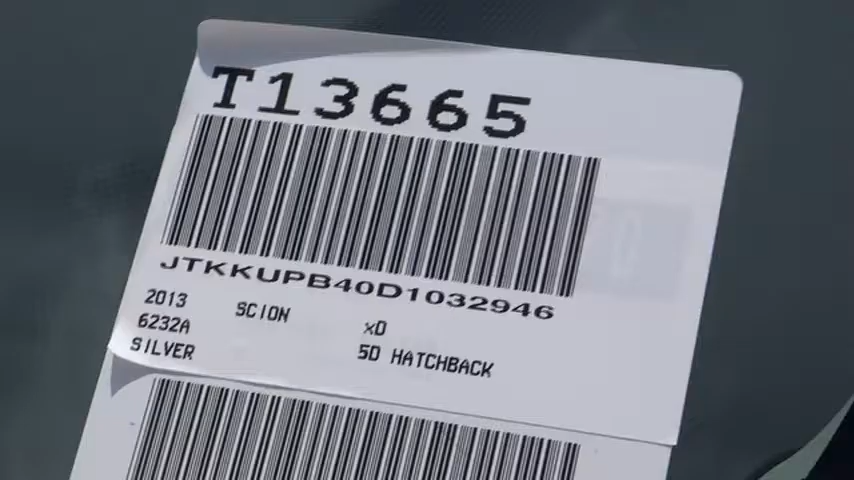 T13665
JTKKUPB40D1032946
2013 SCION xD
6232A
SILVER 5D HATCHBACK